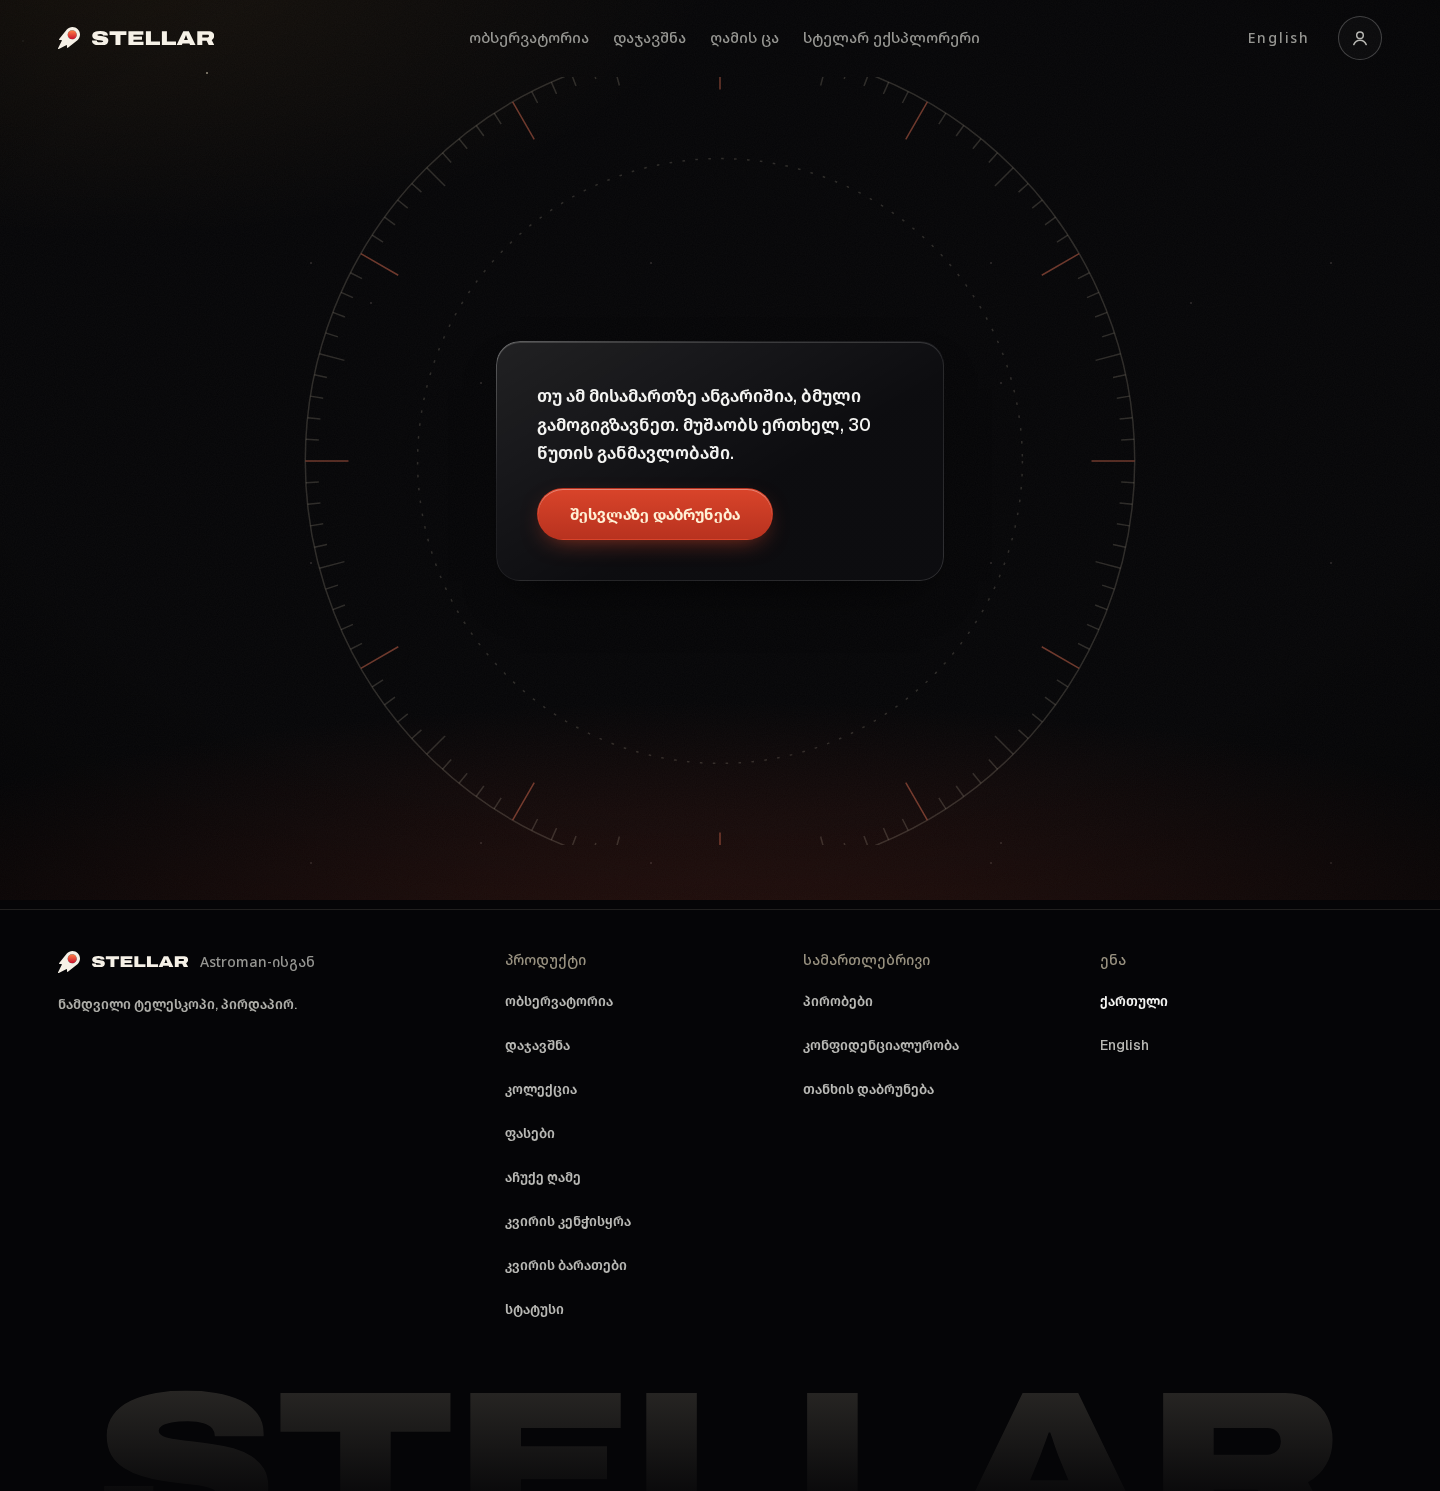 STELLAR
ობსერვატორია დაჯავშნა ღამის ცა სტელარ ექსპლორერი
English
თუ ამ მისამართზე ანგარიშია, ბმული
გამოგიგზავნეთ. მუშაობს ერთხელ, 30
წუთის განმავლობაში.
შესვლაზე დაბრუნება
STELLAR Astroman-ისგან
ნამდვილი ტელესკოპი, პირდაპირ.
პროდუქტი
ობსერვატორია
დაჯავშნა
კოლექცია
ფასები
აჩუქე ღამე
კვირის კენჭისყრა
კვირის ბარათები
სტატუსი
სამართლებრივი
პირობები
კონფიდენციალურობა
თანხის დაბრუნება
ენა
ქართული
English
STELLAR